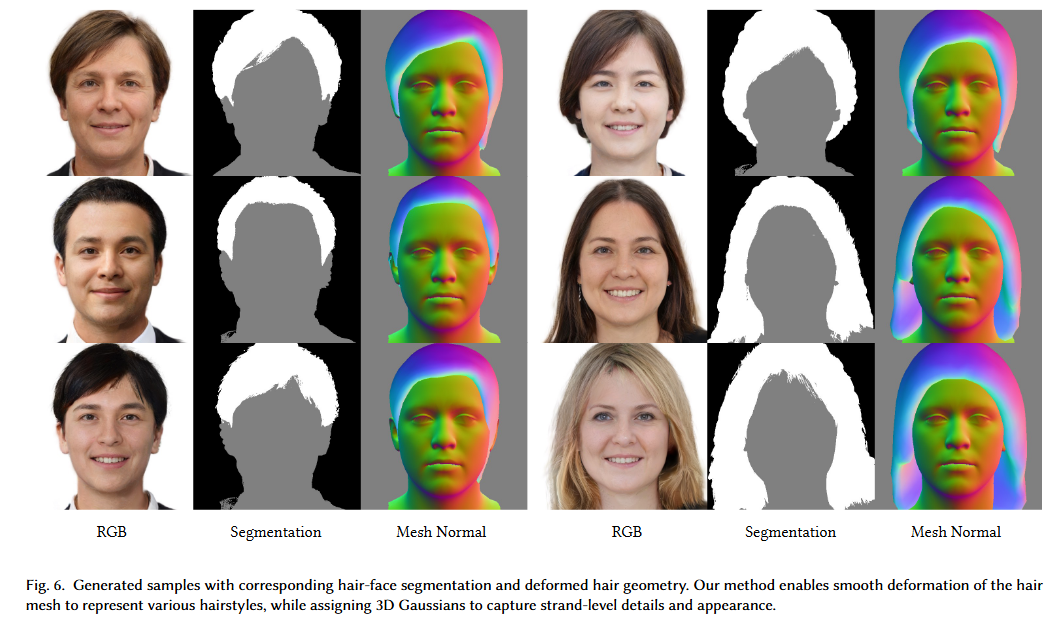 RGB Segmentation Mesh Normal RGB Segmentation Mesh Normal
Fig. 6. Generated samples with corresponding hair-face segmentation and deformed hair geometry. Our method enables smooth deformation of the hair
mesh to represent various hairstyles, while assigning 3D Gaussians to capture strand-level details and appearance.